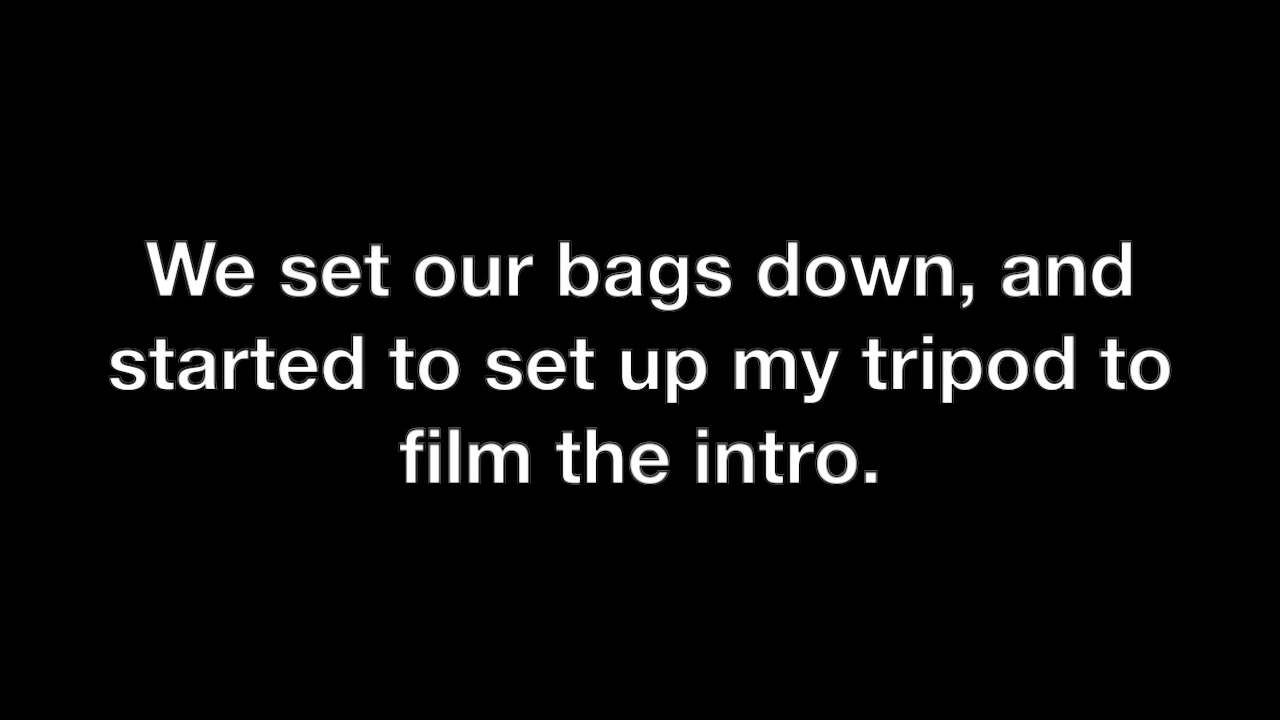 We set our bags down, and
started to set up my tripod to
film the intro.